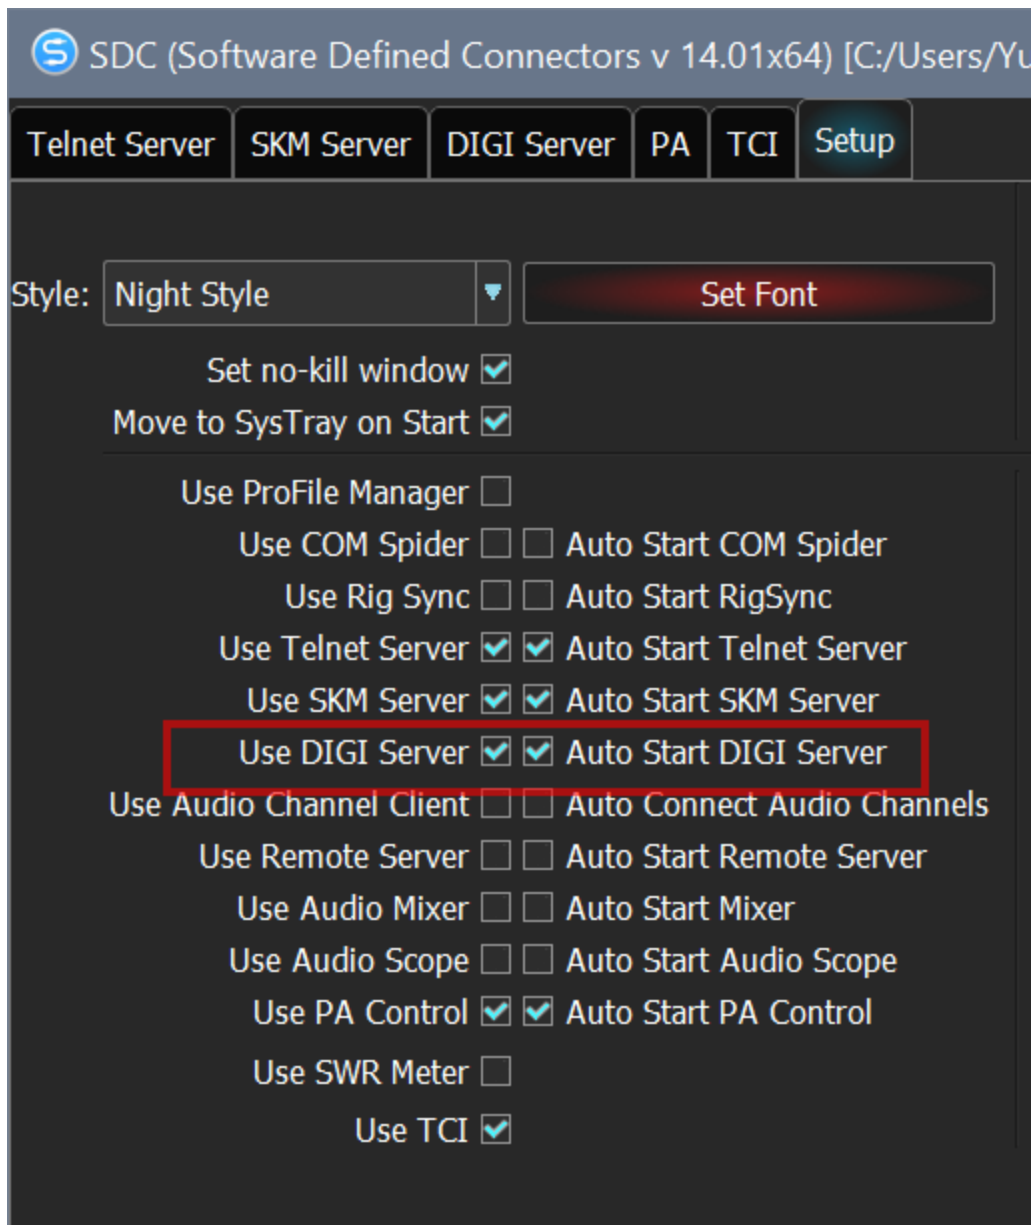 SDC (Software Defined Connectors v 14.01x64) [C:/Users/Yu
Telnet Server SKM Server DIGI Server PA TCI Setup
Style: Night Style Set Font
Set no-kill window
Move to SysTray on Start
Use ProFile Manager
Use COM Spider Auto Start COM Spider
Use Rig Sync Auto Start RigSync
Use Telnet Server Auto Start Telnet Server
Use SKM Server Auto Start SKM Server
Use DIGI Server Auto Start DIGI Server
Use Audio Channel Client Auto Connect Audio Channels
Use Remote Server Auto Start Remote Server
Use Audio Mixer Auto Start Mixer
Use Audio Scope Auto Start Audio Scope
Use PA Control Auto Start PA Control
Use SWR Meter
Use TCI